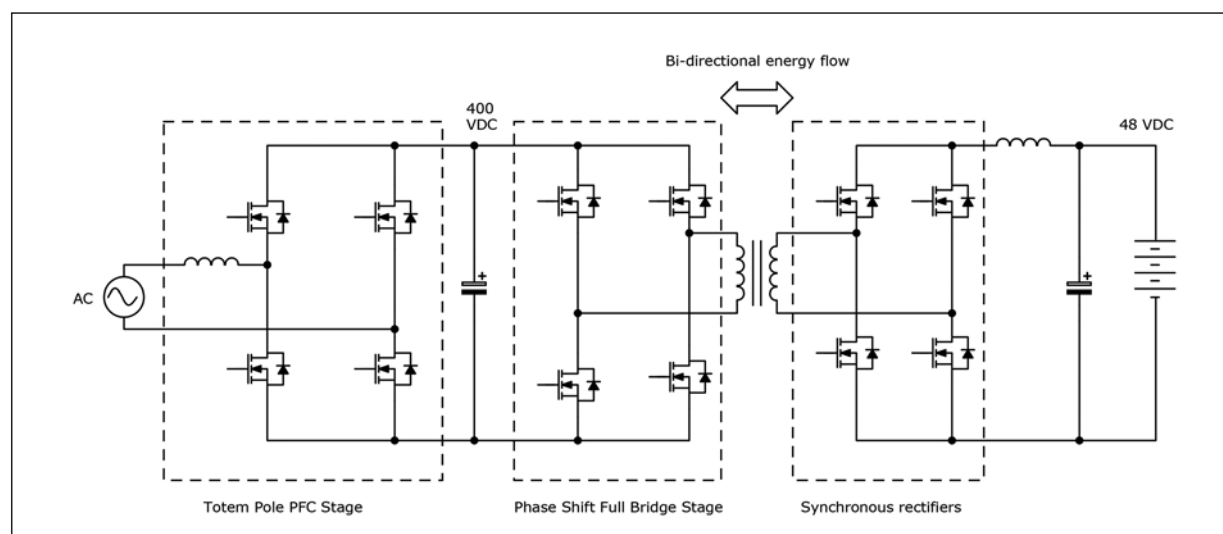 Bi-directional energy flow
400
VDC
48 VDC
AC
+
+
Totem Pole PFC Stage
Phase Shift Full Bridge Stage
Synchronous rectifiers